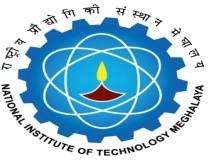 राष्ट्रीय प्रौद्योगिकी संस्थान मेघालय
NATIONAL INSTITUTE OF TECHNOLOGY MEGHALAYA